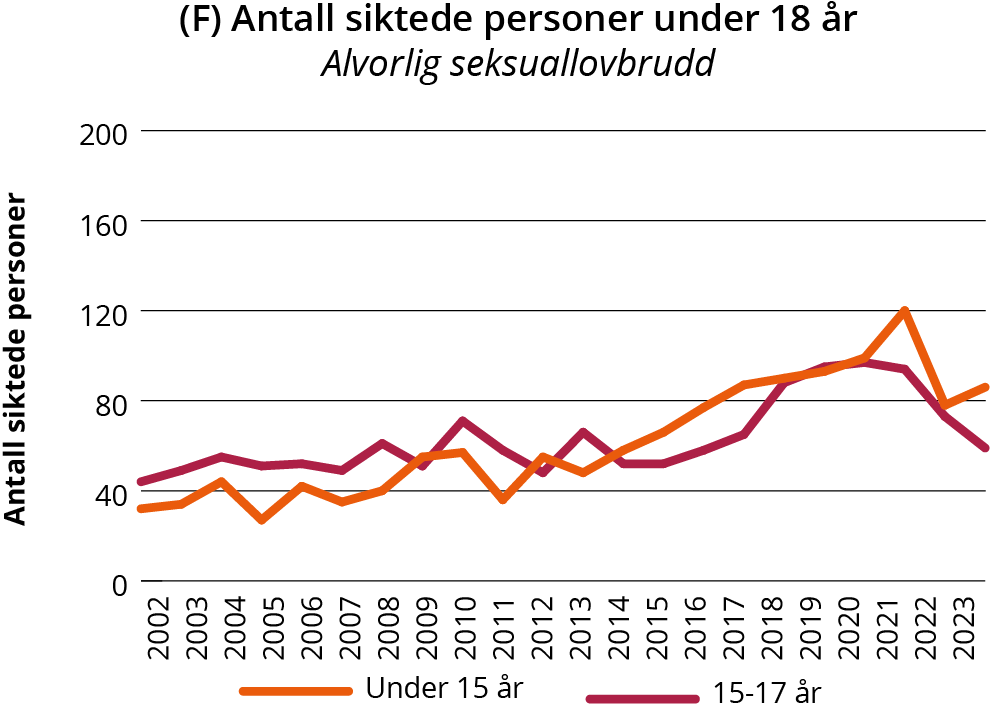 (F) Antall siktede personer under 18 år
Alvorlig seksuallovbrudd
Antall siktede personer
200
160
120
80
40
0
2002 2003 2004 2005 2006 2007 2008 2009 2010 2011 2012 2013 2014 2015 2016 2017 2018 2019 2020 2021 2022 2023
Under 15 år
15-17 år